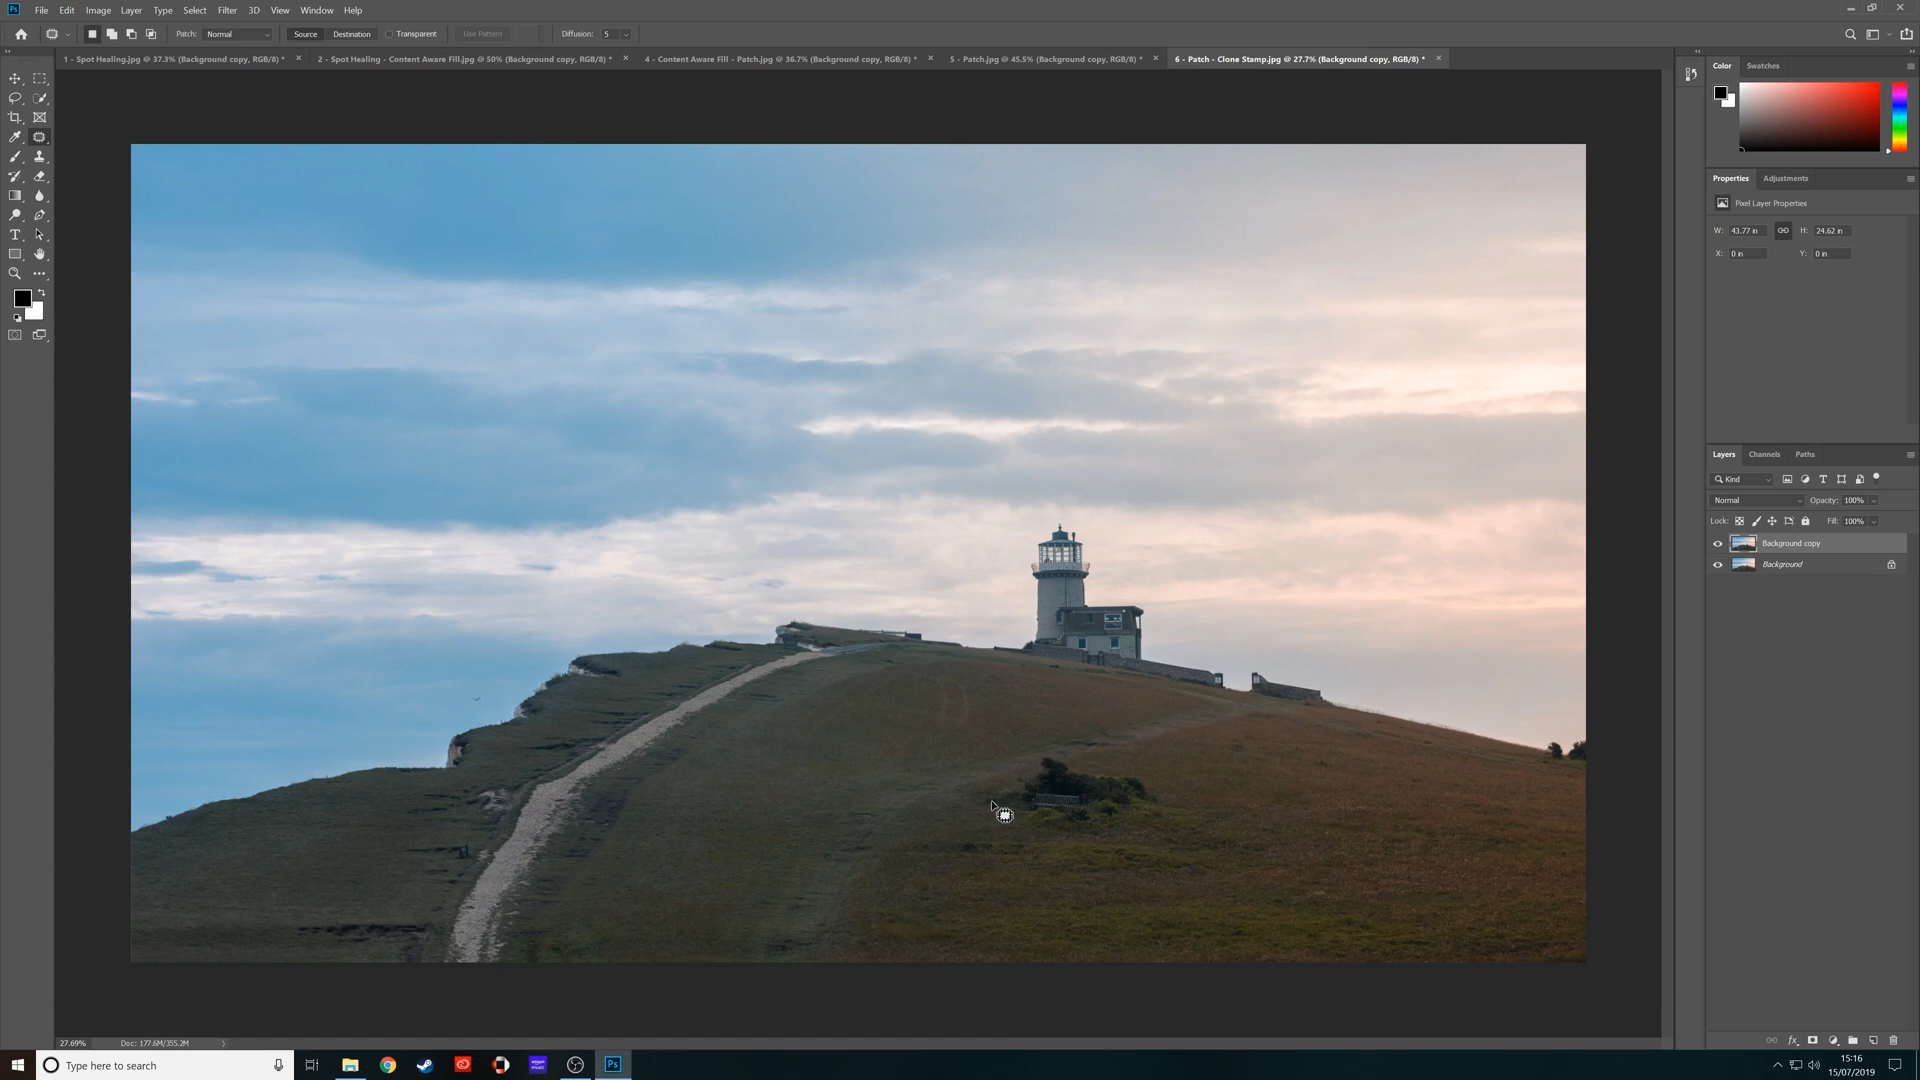 Ps File Edit Image Layer Type Select Filter 3D View Window Help
Patch: Normal Source Destination Transparent Use Pattern Diffusion: 5
1 - Spot Healing.jpg @ 37.3% (Background copy, RGB/8) * 2 - Spot Healing - Content Aware Fill.jpg @ 50% (Background copy, RGB/8) * 4 - Content Aware Fill - Patch.jpg @ 36.7% (Background copy, RGB/8) * 5 - Patch.jpg @ 45.5% (Background copy, RGB/8) * 6 - Patch - Clone Stamp.jpg @ 27.7% (Background copy, RGB/8) *
Color Swatches
Properties Adjustments
Pixel Layer Properties
W: 43.77 in H: 24.62 in
X: 0 in Y: 0 in
Layers Channels Paths
Kind
Normal Opacity: 100%
Lock: Fill: 100%
Background copy
Background
fx
27.69% Doc: 177.6M/355.2M
Type here to search
amazon music
Ps
15:16
15/07/2019